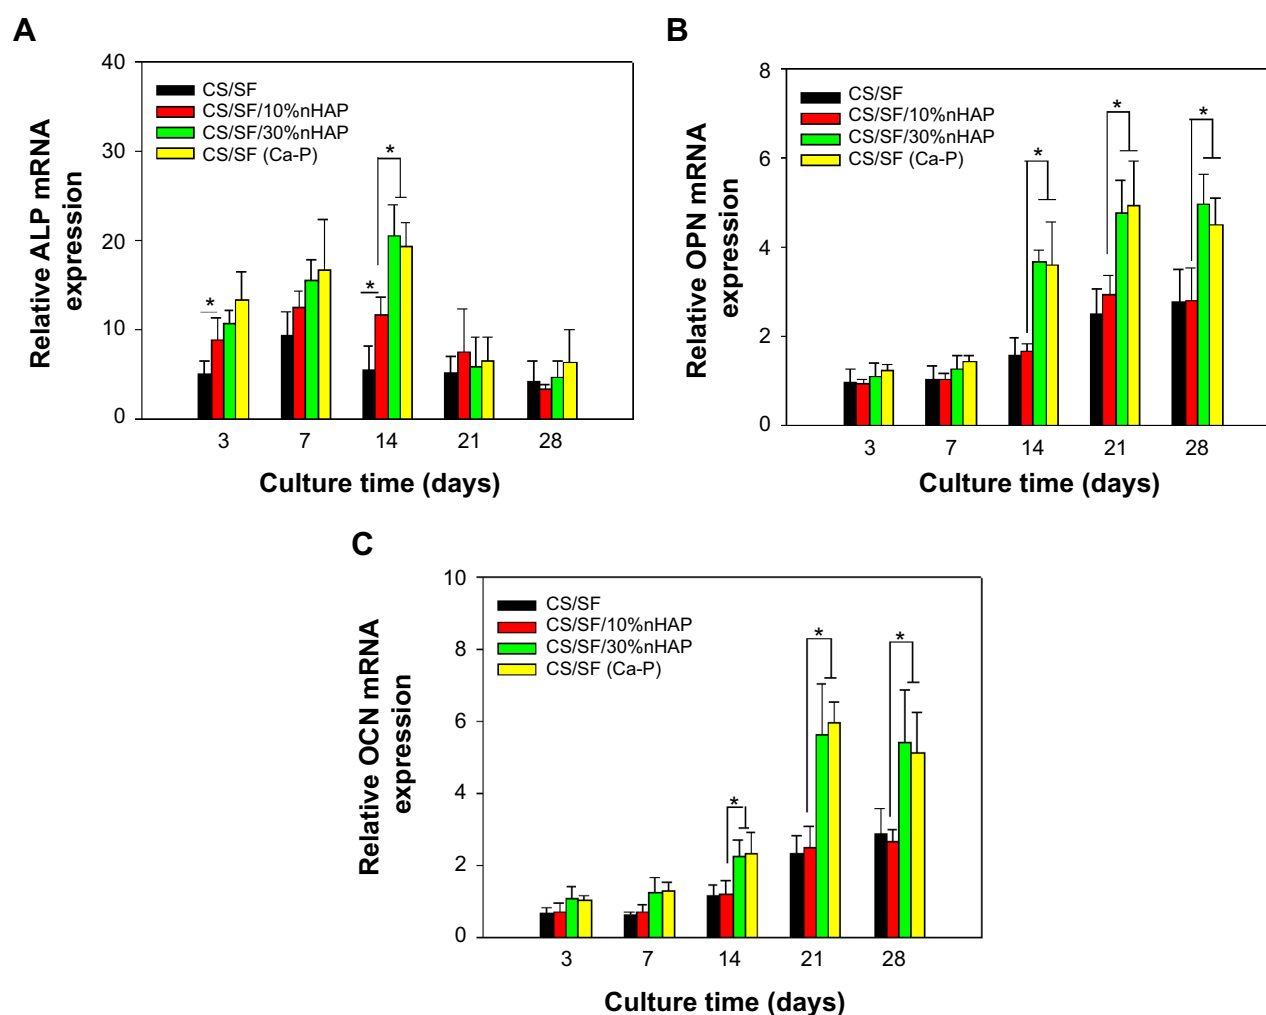 A
Relative ALP mRNA
expression
40
30
20
10
0
CS/SF
CS/SF/10%nHAP
CS/SF/30%nHAP
CS/SF (Ca-P)
*
*
*
3 7 14 21 28
Culture time (days)
B
Relative OPN mRNA
expression
8
6
4
2
0
CS/SF
CS/SF/10%nHAP
CS/SF/30%nHAP
CS/SF (Ca-P)
*
*
*
3 7 14 21 28
Culture time (days)
C
Relative OCN mRNA
expression
10
8
6
4
2
0
CS/SF
CS/SF/10%nHAP
CS/SF/30%nHAP
CS/SF (Ca-P)
*
*
*
3 7 14 21 28
Culture time (days)